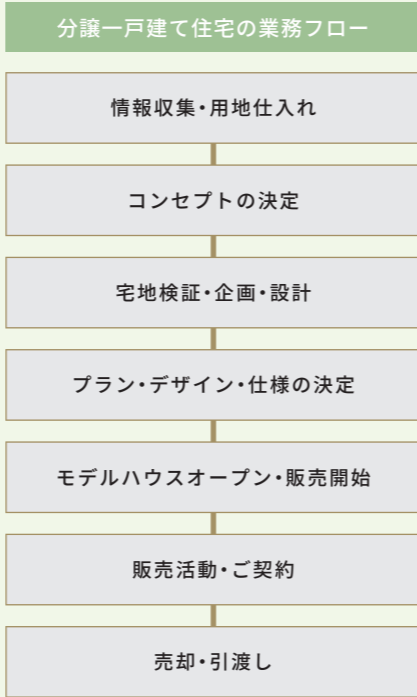 分譲一戸建て住宅の業務フロー
情報収集・用地仕入れ
コンセプトの決定
宅地検証・企画・設計
プラン・デザイン・仕様の決定
モデルハウスオープン・販売開始
販売活動・ご契約
売却・引渡し